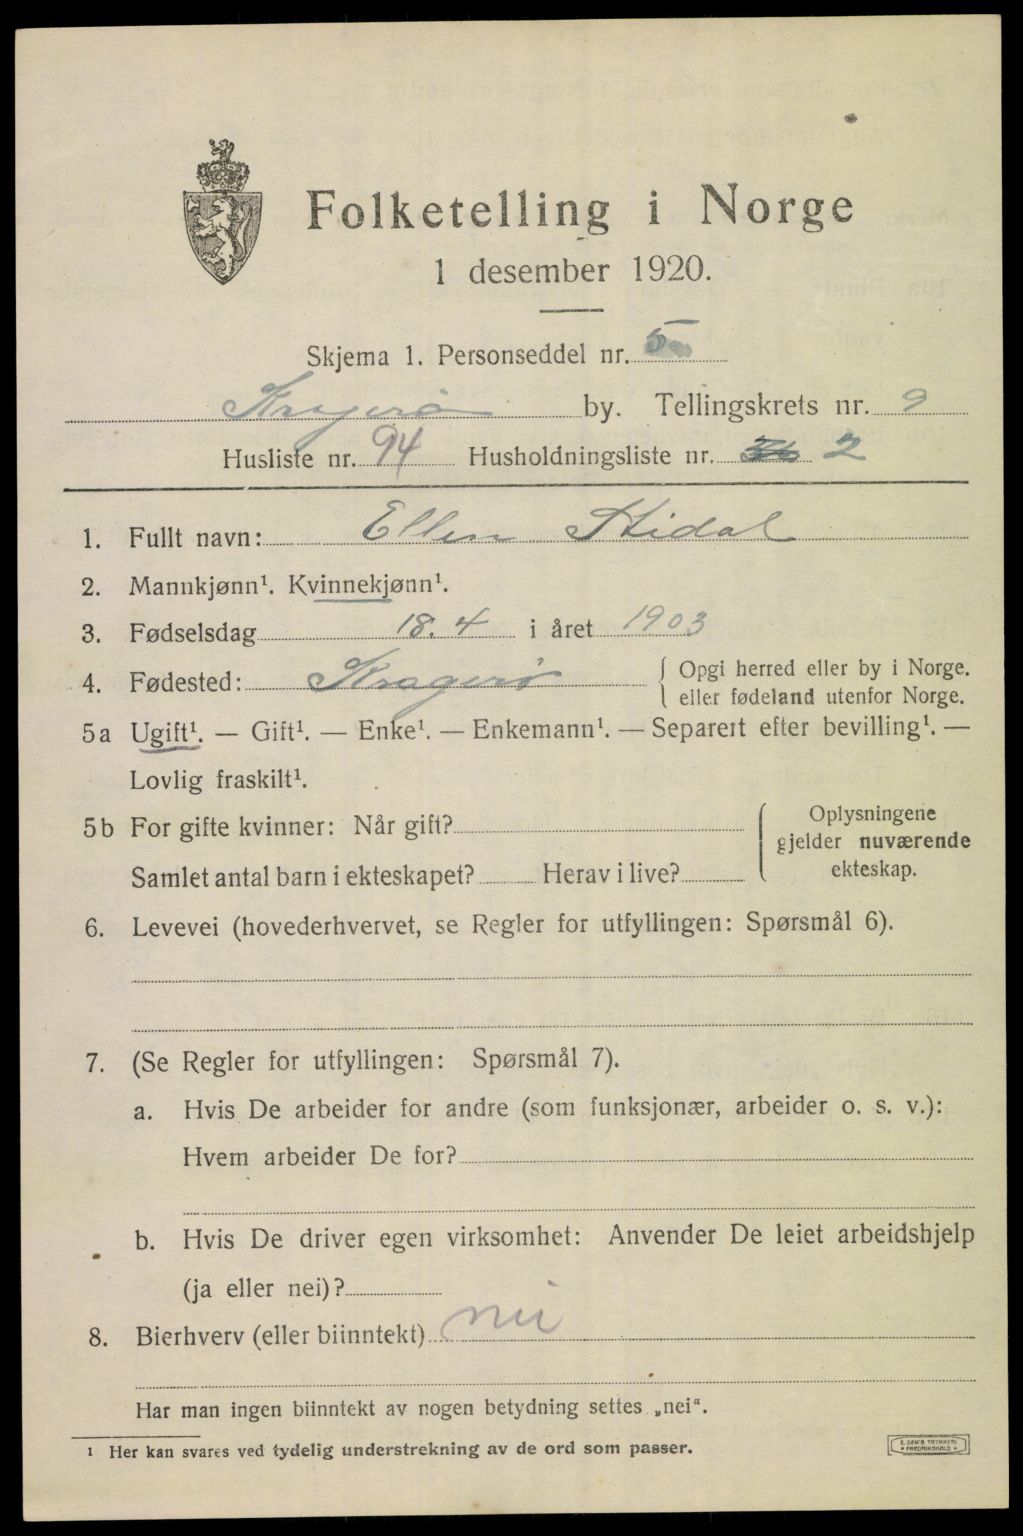 Folketelling i Norge
1 desember 1920.
Skjema 1. Personseddel nr. 5
Kragerø by. Tellingskrets nr. 9
Husliste nr. 94 Husholdningsliste nr. 2
1. Fullt navn: Ellen Stidal
2. Mannkjønn¹. Kvinnekjønn¹.
3. Fødselsdag 18.4 i året 1903
4. Fødested: Kragerø { Opgi herred eller by i Norge.
eller fødeland utenfor Norge.
5a Ugift¹. — Gift¹. — Enke¹. — Enkemann¹. — Separert efter bevilling¹. —
Lovlig fraskilt¹.
5b For gifte kvinner: Når gift?
Samlet antal barn i ekteskapet? Herav i live?
Oplysningene
gjelder nuværende
ekteskap.
6. Levevei (hovederhvervet, se Regler for utfyllingen: Spørsmål 6).
7. (Se Regler for utfyllingen: Spørsmål 7).
a. Hvis De arbeider for andre (som funksjonær, arbeider o. s. v.):
Hvem arbeider De for?
b. Hvis De driver egen virksomhet: Anvender De leiet arbeidshjelp
(ja eller nei)?
8. Bierhverv (eller biinntekt) nei
Har man ingen biinntekt av nogen betydning settes „nei“.
¹ Her kan svares ved tydelig understrekning av de ord som passer.
E. SEM'S TRYKKERI
FREDRIKSHALD